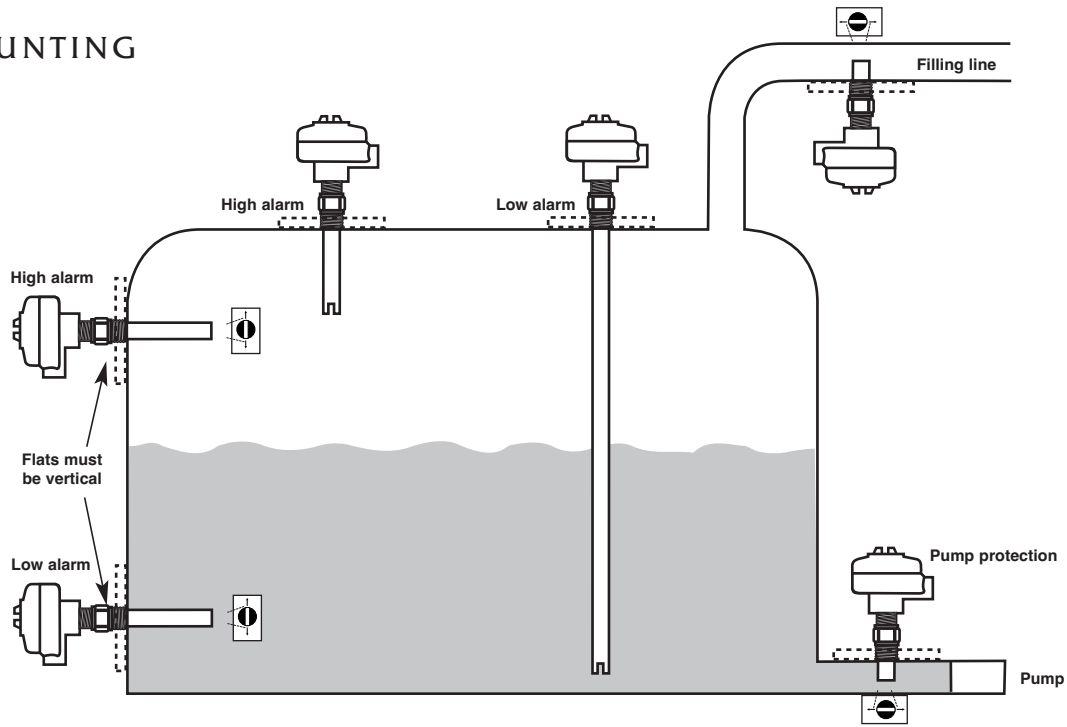 UNTING
Filling line
High alarm
Low alarm
High alarm
Flats must
be vertical
Low alarm
Pump protection
Pump